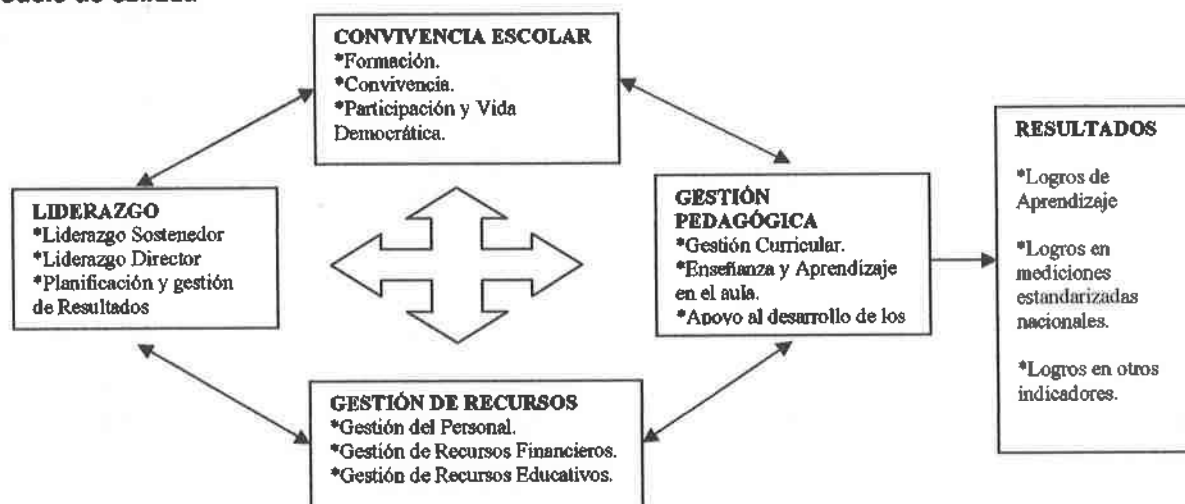 CONVIVENCIA ESCOLAR
*Formación.
*Convivencia.
*Participación y Vida
Democrática.
LIDERAZGO
*Liderazgo Sostenedor
*Liderazgo Director
*Planificación y gestión
de Resultados
GESTIÓN
PEDAGÓGICA
*Gestión Curricular.
*Enseñanza y Aprendizaje
en el aula.
*Apoyo al desarrollo de los
RESULTADOS
*Logros de
Aprendizaje
*Logros en
mediciones
estandarizadas
nacionales.
*Logros en otros
indicadores.
GESTIÓN DE RECURSOS
*Gestión del Personal.
*Gestión de Recursos Financieros.
*Gestión de Recursos Educativos.